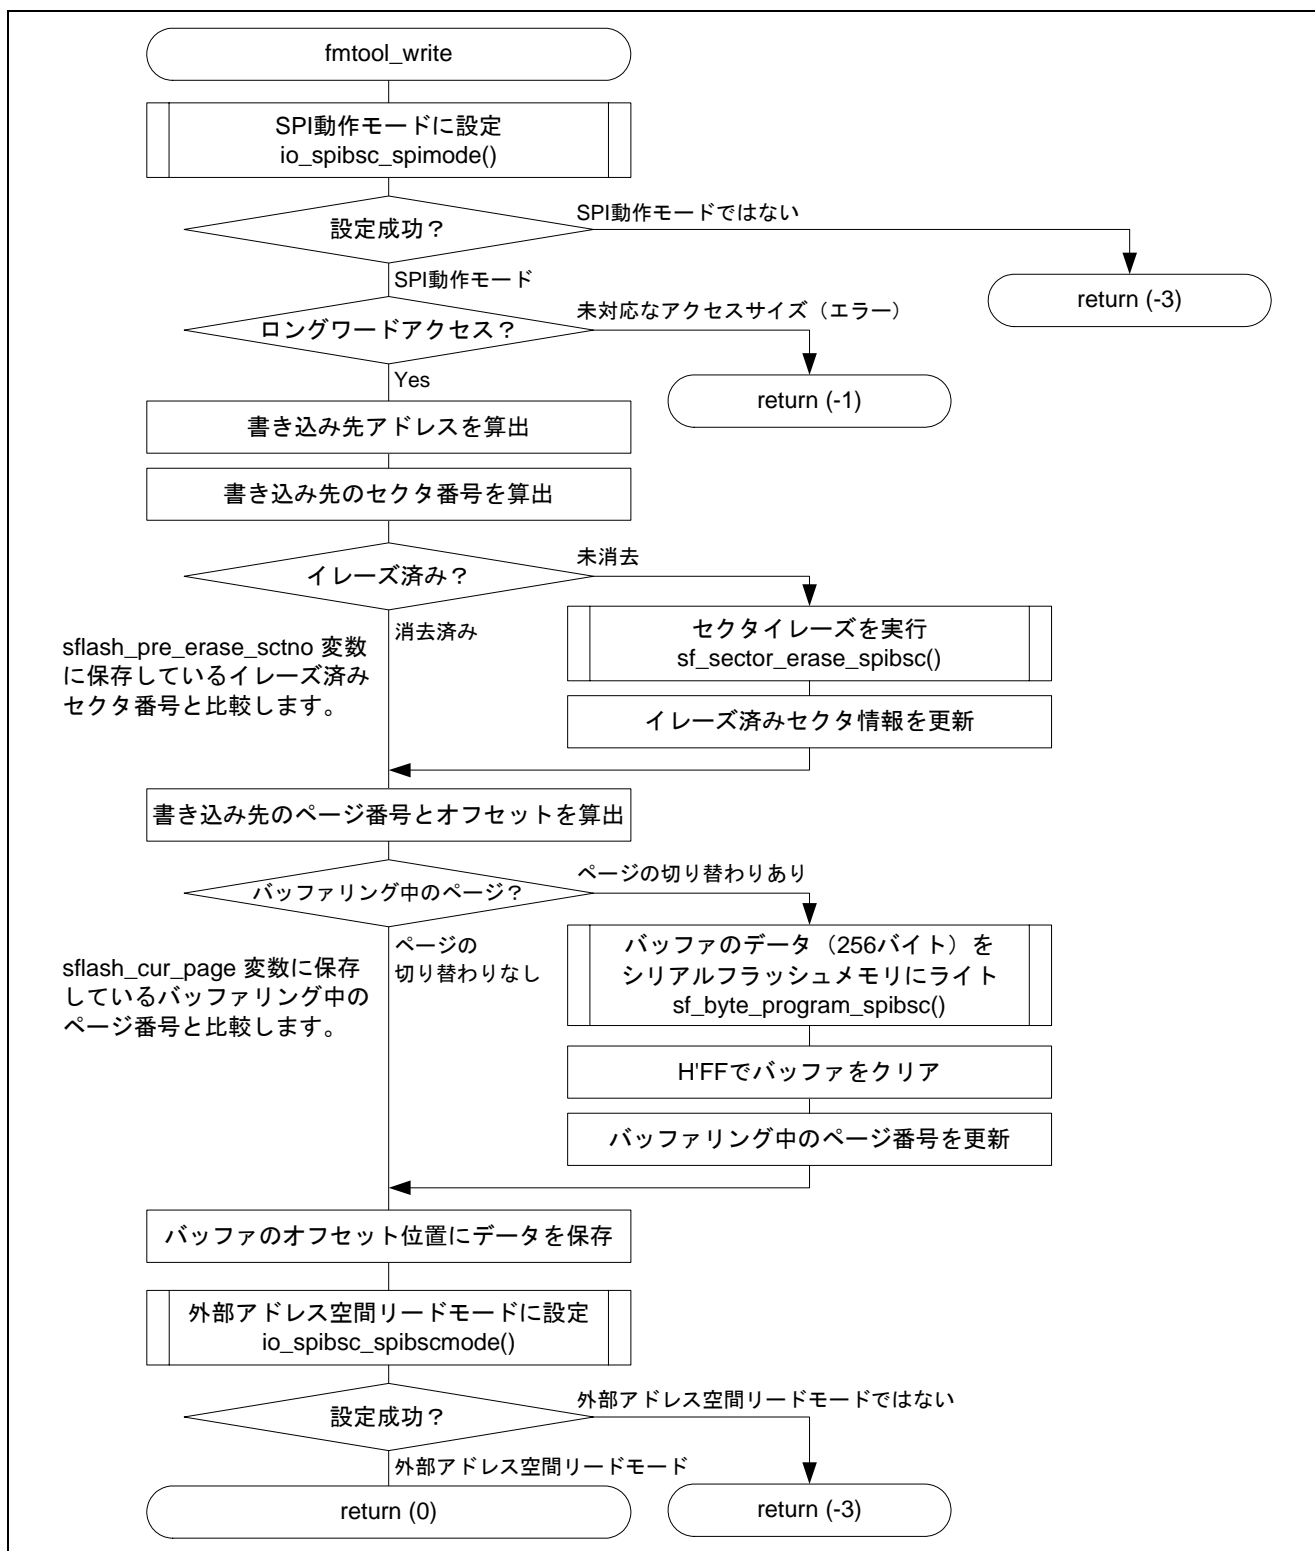 fmtool_write
SPI動作モードに設定
io_spibsc_spimode()
設定成功？
SPI動作モードではない
return (-3)
SPI動作モード
ロングワードアクセス？
未対応なアクセスサイズ（エラー）
return (-1)
Yes
書き込み先アドレスを算出
書き込み先のセクタ番号を算出
イレーズ済み？
未消去
消去済み
セクタイレーズを実行
sf_sector_erase_spibsc()
sflash_pre_erase_sctno 変数
に保存しているイレーズ済み
セクタ番号と比較します。
イレーズ済みセクタ情報を更新
書き込み先のページ番号とオフセットを算出
バッファリング中のページ？
ページの切り替わりあり
ページの
切り替わりなし
バッファのデータ（256バイト）を
シリアルフラッシュメモリにライト
sf_byte_program_spibsc()
sflash_cur_page 変数に保存
しているバッファリング中の
ページ番号と比較します。
H'FFでバッファをクリア
バッファリング中のページ番号を更新
バッファのオフセット位置にデータを保存
外部アドレス空間リードモードに設定
io_spibsc_spibscmode()
設定成功？
外部アドレス空間リードモードではない
外部アドレス空間リードモード
return (0)
return (-3)